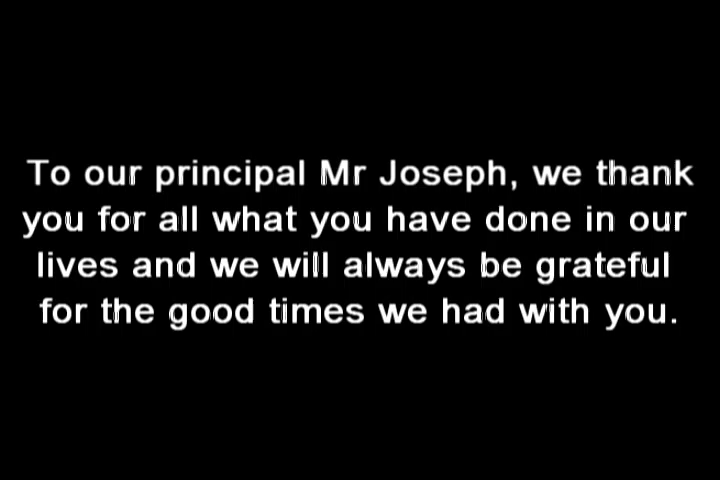 To our principal Mr Joseph, we thank
you for all what you have done in our
lives and we will always be grateful
for the good times we had with you.